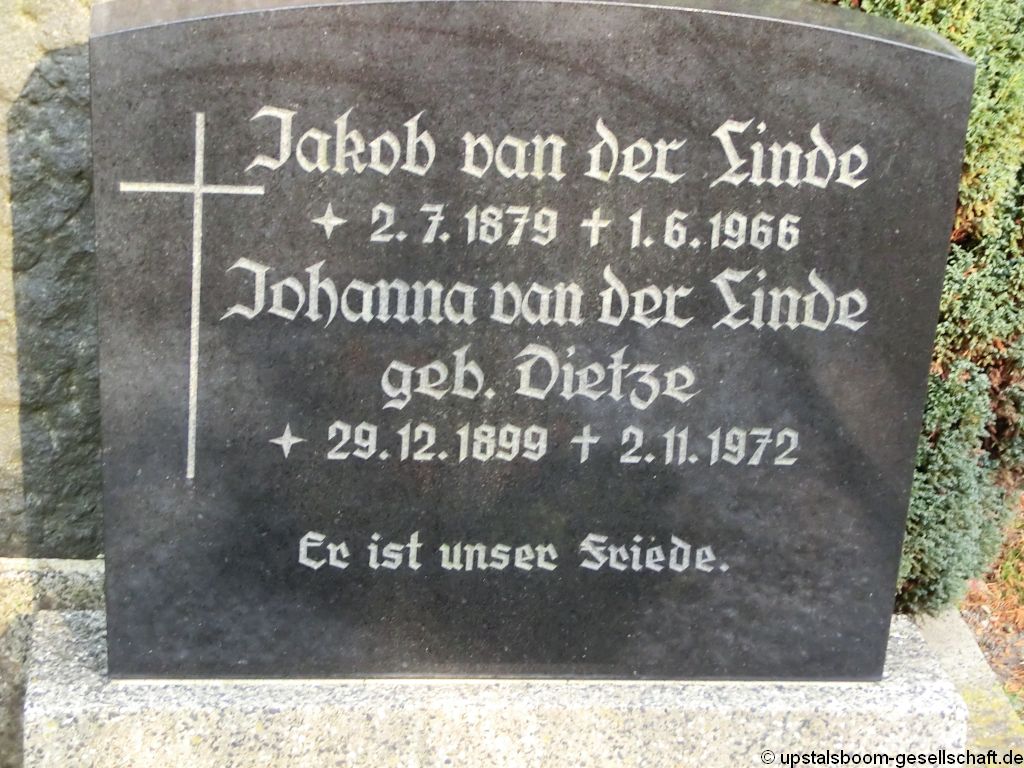 Jakob van der Linde
✦ 2.7.1879 † 1.6.1966
Johanna van der Linde
geb. Dietze
✦ 29.12.1899 † 2.11.1972
Er ist unser Friede.
© upstalsboom-gesellschaft.de